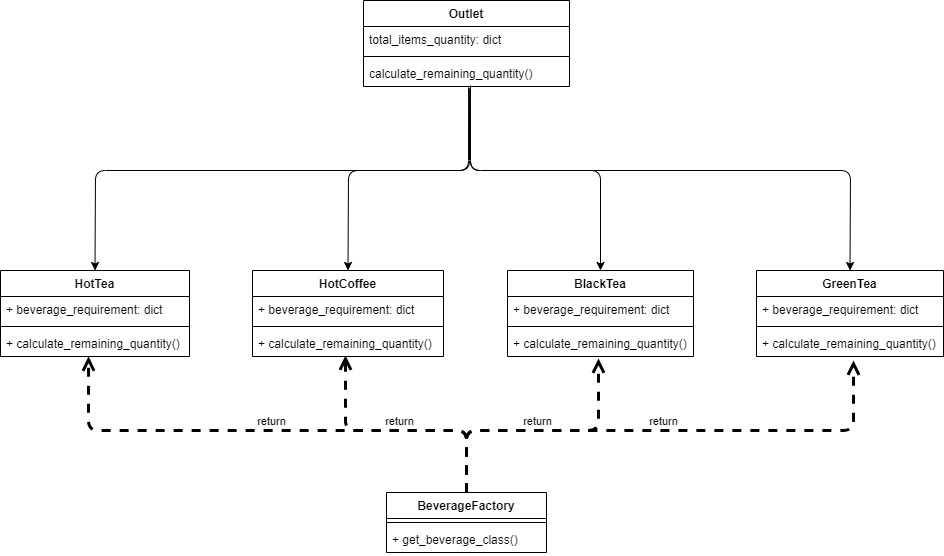 Outlet
total_items_quantity: dict
calculate_remaining_quantity()
HotTea
+ beverage_requirement: dict
+ calculate_remaining_quantity()
HotCoffee
+ beverage_requirement: dict
+ calculate_remaining_quantity()
BlackTea
+ beverage_requirement: dict
+ calculate_remaining_quantity()
GreenTea
+ beverage_requirement: dict
+ calculate_remaining_quantity()
return
return
return
return
BeverageFactory
+ get_beverage_class()